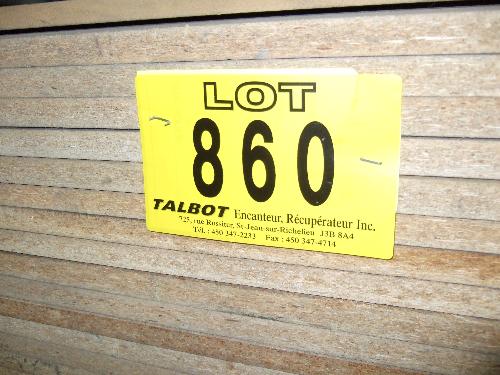 LOT
860
TALBOT Encanteur, Récupérateur Inc.
725, rue Rossiter, St-Jean-sur-Richelieu J3B 8A4
Tél. : 450 347-2233 Fax : 450 347-4714